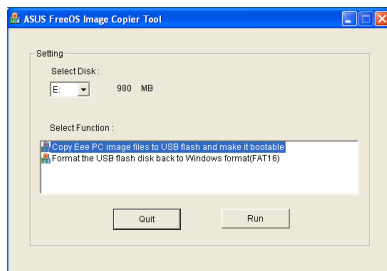 ASUS FreeOS Image Copier Tool
Setting
Select Disk :
E: 980 MB
Select Function :
Copy Eee PC image files to USB flash and make it bootable
Format the USB flash disk back to Windows format(FAT16)
Quit Run